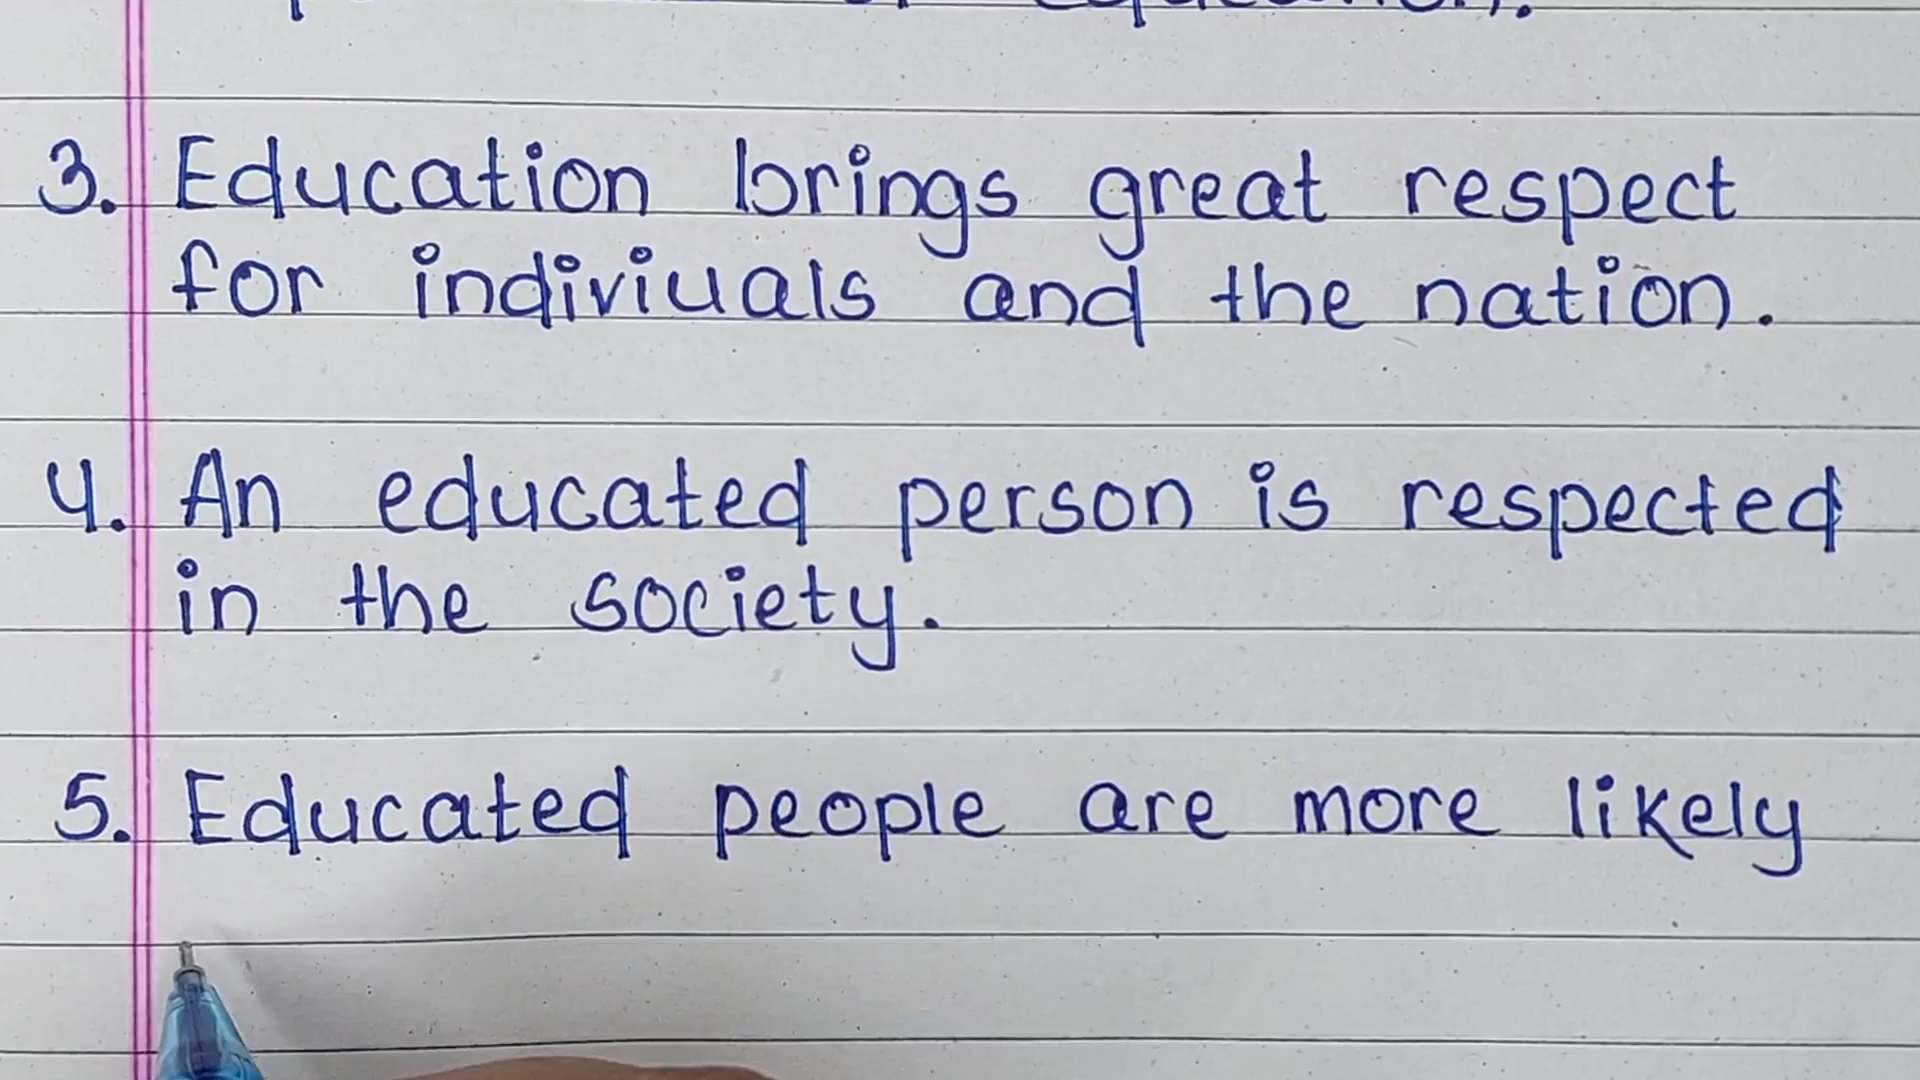 3. Education brings great respect
for indiviuals and the nation.
4. An educated person is respected
in the society.
5. Educated people are more likely